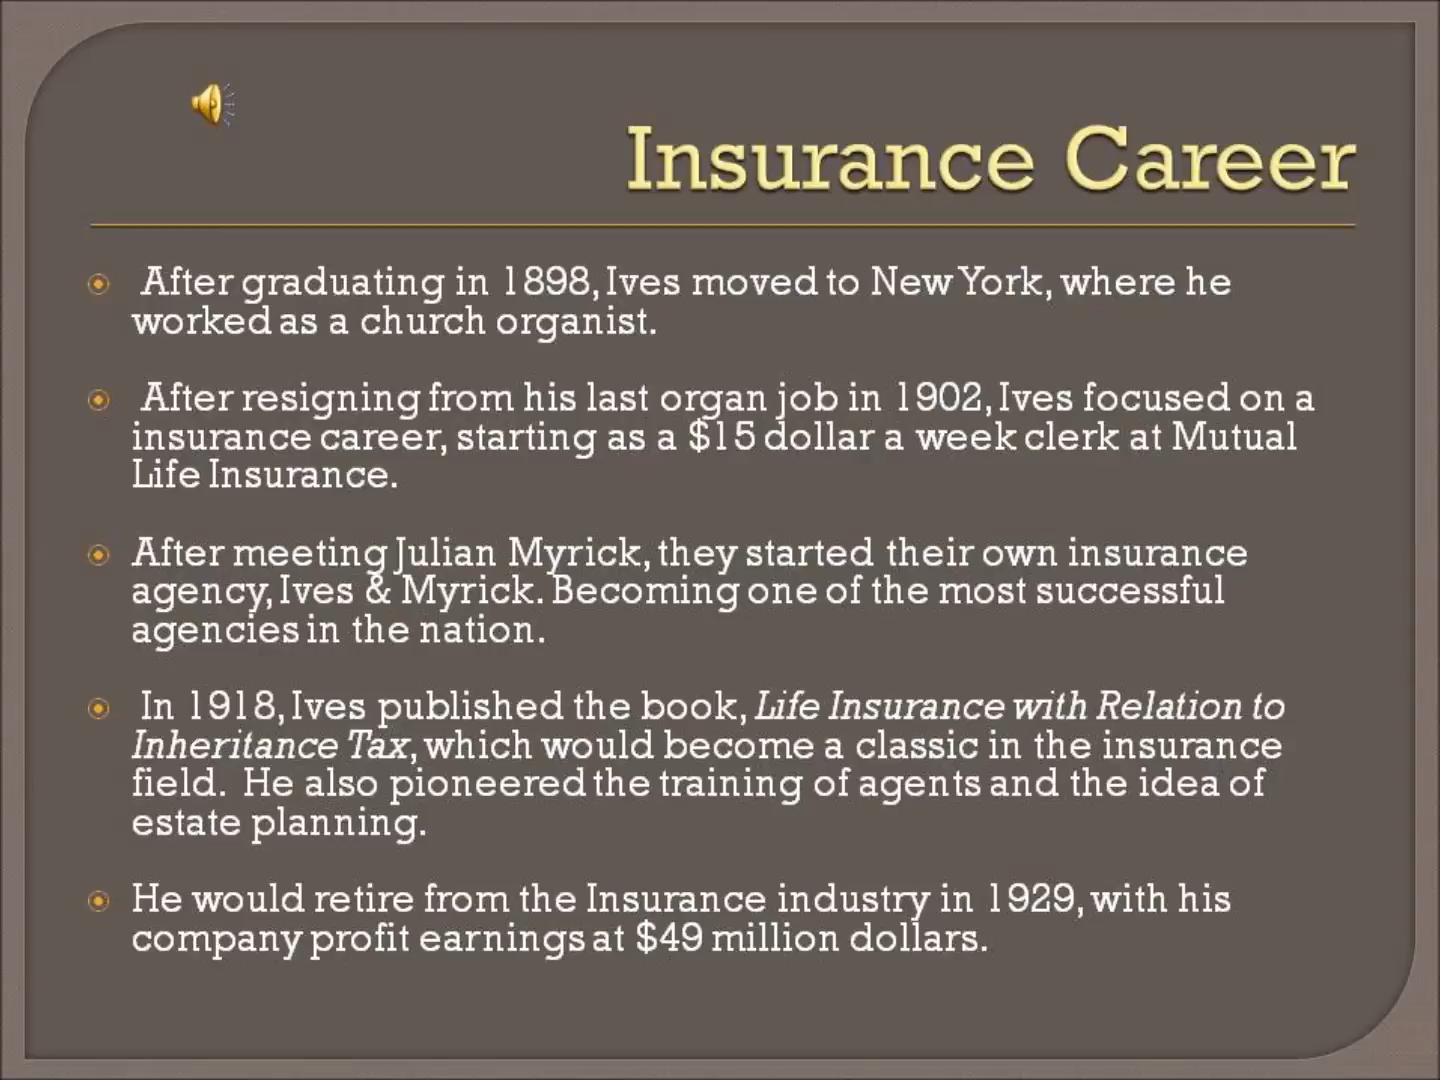 Insurance Career
After graduating in 1898, Ives moved to New York, where he
worked as a church organist.
After resigning from his last organ job in 1902, Ives focused on a
insurance career, starting as a $15 dollar a week clerk at Mutual
Life Insurance.
After meeting Julian Myrick, they started their own insurance
agency, Ives & Myrick. Becoming one of the most successful
agencies in the nation.
In 1918, Ives published the book, Life Insurance with Relation to
Inheritance Tax, which would become a classic in the insurance
field. He also pioneered the training of agents and the idea of
estate planning.
He would retire from the Insurance industry in 1929, with his
company profit earnings at $49 million dollars.